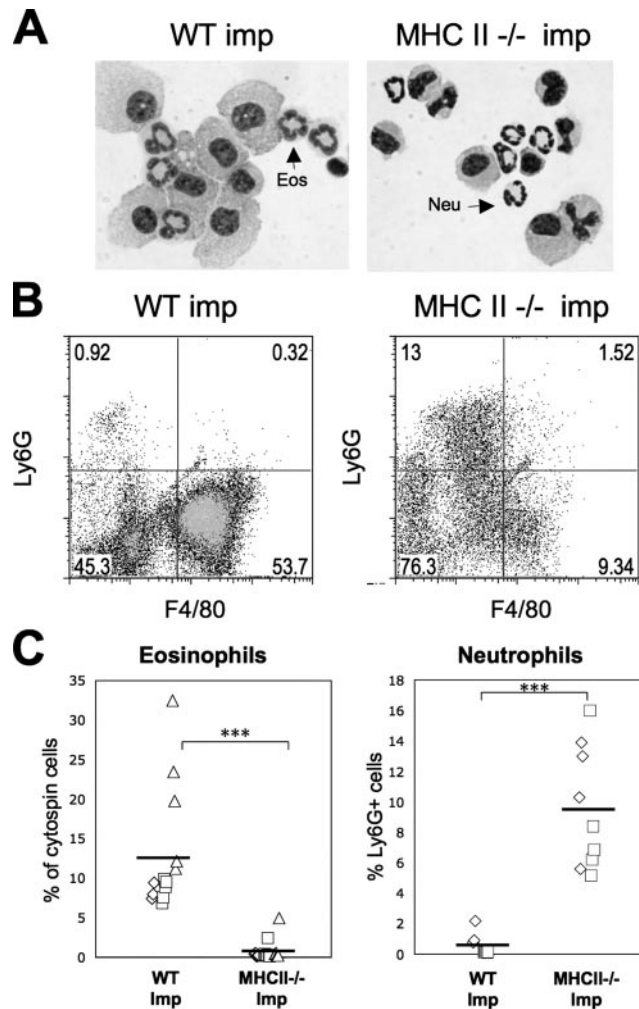 A
WT imp
MHC II -/- imp
Eos
Neu
B
WT imp
MHC II -/- imp
0.92
0.32
45.3
53.7
Ly6G
F4/80
13
1.52
76.3
9.34
Ly6G
F4/80
C
Eosinophils
Neutrophils
% of cytospin cells
35
30
25
20
15
10
5
0
***
WT
Imp
MHCII-/-
Imp
% Ly6G+ cells
18
16
14
12
10
8
6
4
2
0
***
WT
Imp
MHCII-/-
Imp